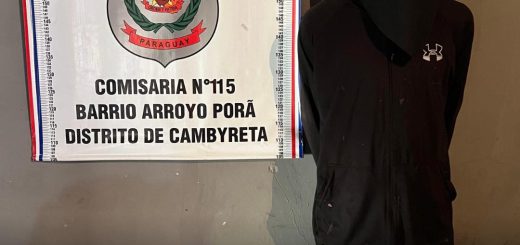 PARAGUAY
COMISARIA N°115
BARRIO ARROYO PORÃ
DISTRITO DE CAMBYRETA